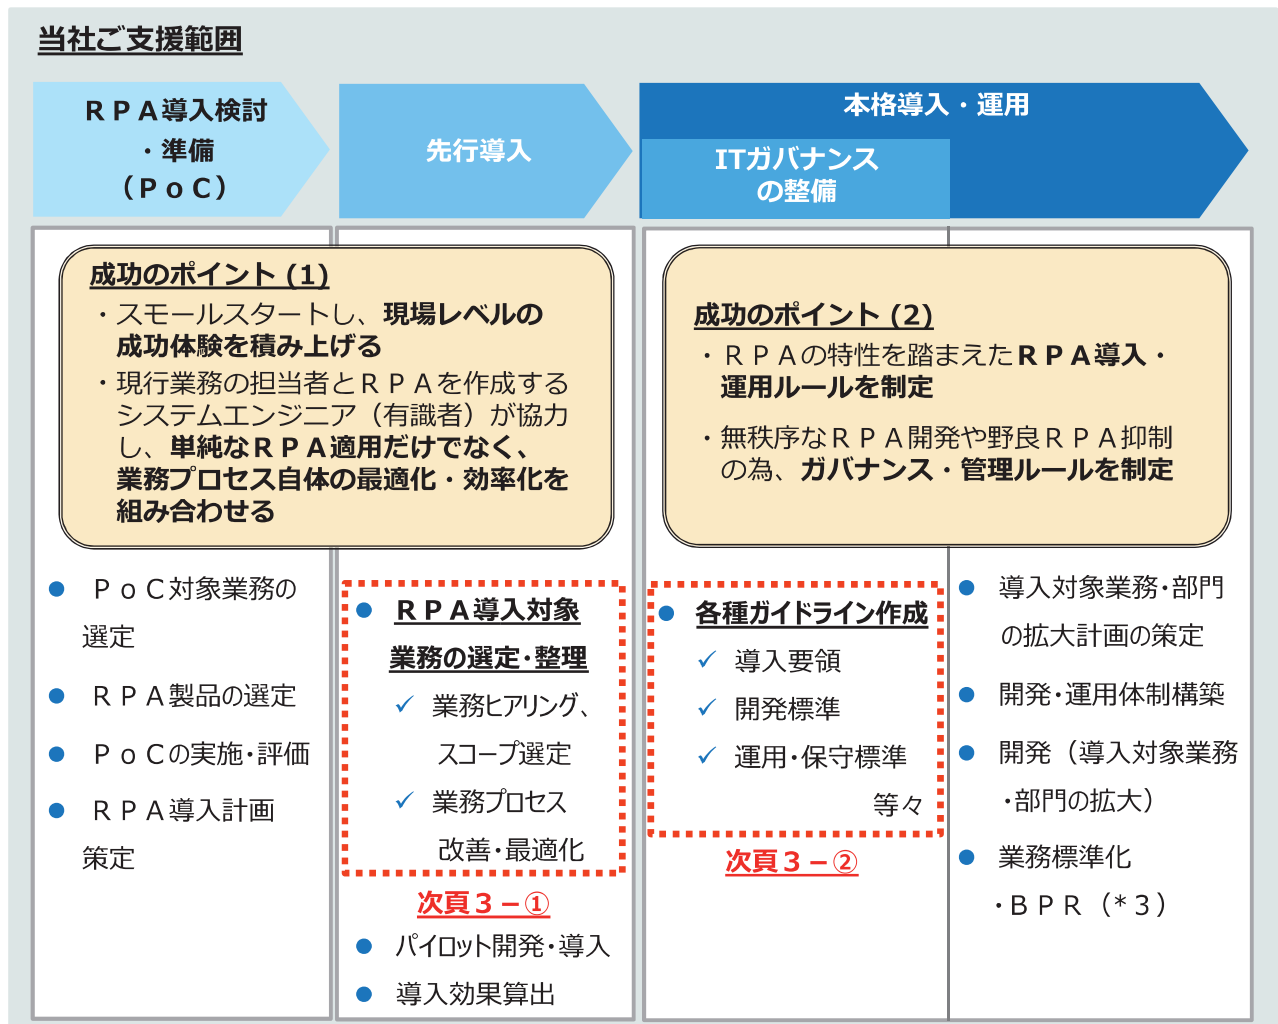 当社ご支援範囲
ＲＰＡ導入検討
・準備
（ＰｏＣ）
先行導入
本格導入・運用
ITガバナンス
の整備
成功のポイント (1)
・スモールスタートし、現場レベルの
成功体験を積み上げる
・現行業務の担当者とＲＰＡを作成する
システムエンジニア（有識者）が協力
し、単純なＲＰＡ適用だけでなく、
業務プロセス自体の最適化・効率化を
組み合わせる
成功のポイント (2)
・ＲＰＡの特性を踏まえたＲＰＡ導入・
運用ルールを制定
・無秩序なＲＰＡ開発や野良ＲＰＡ抑制
の為、ガバナンス・管理ルールを制定
● ＰｏＣ対象業務の
選定
● ＲＰＡ製品の選定
● ＰｏＣの実施・評価
● ＲＰＡ導入計画
策定
● ＲＰＡ導入対象
業務の選定・整理
✓ 業務ヒアリング、
スコープ選定
✓ 業務プロセス
改善・最適化
次頁３－①
● パイロット開発・導入
● 導入効果算出
● 各種ガイドライン作成
✓ 導入要領
✓ 開発標準
✓ 運用・保守標準
等々
次頁３－②
● 導入対象業務・部門
の拡大計画の策定
● 開発・運用体制構築
● 開発（導入対象業務
・部門の拡大）
● 業務標準化
・ＢＰＲ（*３）